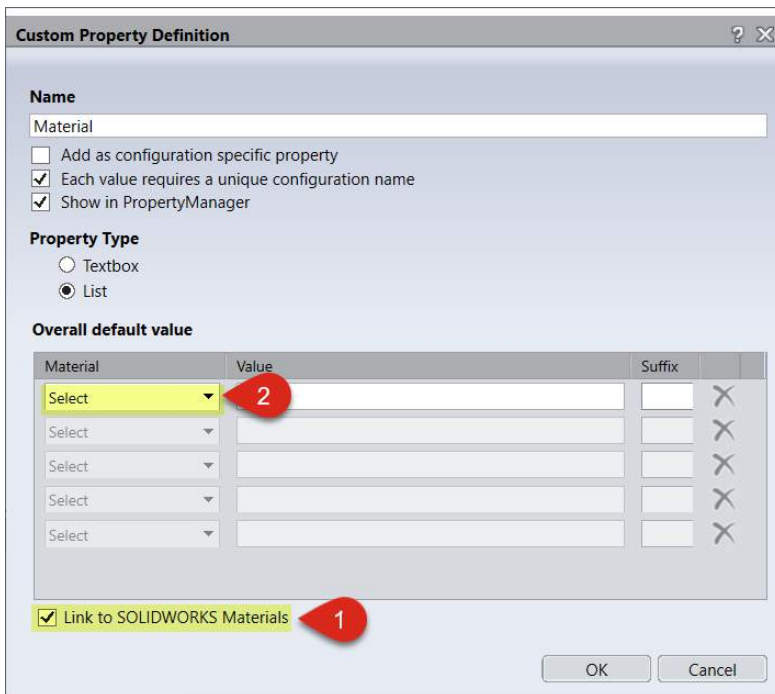 Custom Property Definition ?
Name
Material
Add as configuration specific property
Each value requires a unique configuration name
Show in PropertyManager
Property Type
Textbox
List
Overall default value
Material Value Suffix
Select 2
Select
Select
Select
Select
Link to SOLIDWORKS Materials 1
OK Cancel